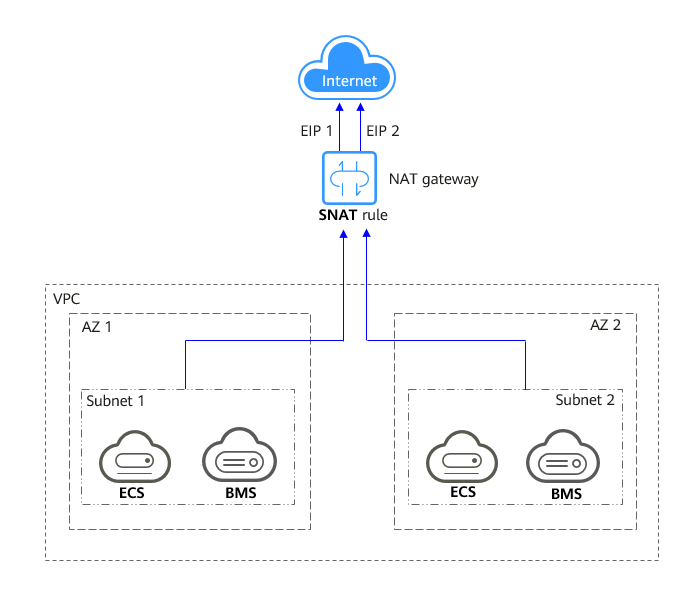 Internet
EIP 1
EIP 2
NAT gateway
SNAT rule
VPC
AZ 1
AZ 2
Subnet 1
Subnet 2
ECS
BMS
ECS
BMS